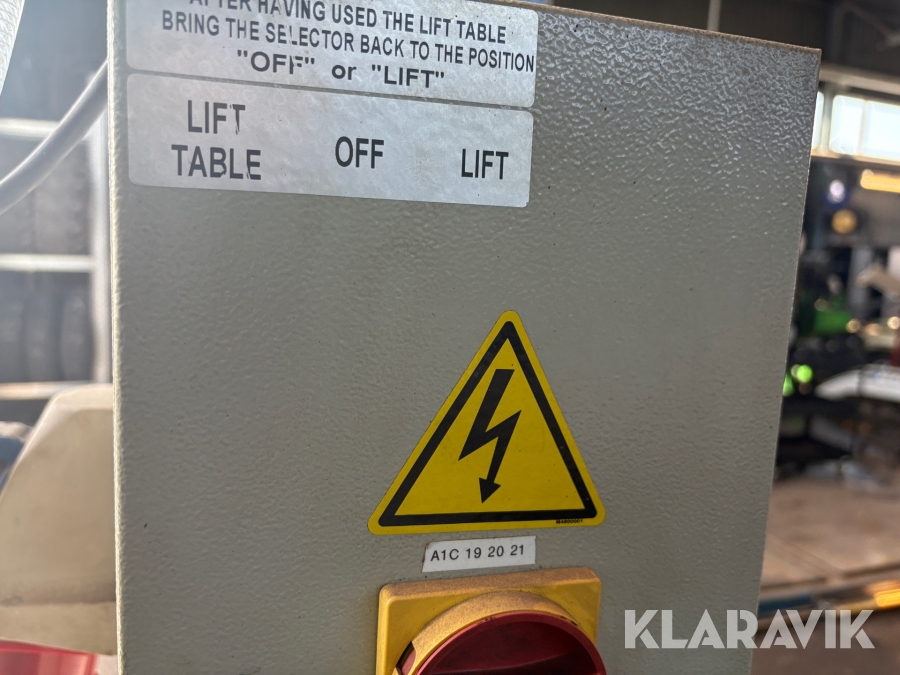 AFTER HAVING USED THE LIFT TABLE
BRING THE SELECTOR BACK TO THE POSITION
"OFF" or "LIFT"
LIFT
TABLE
OFF
LIFT
A1C 19 20 21
KLARAVIK